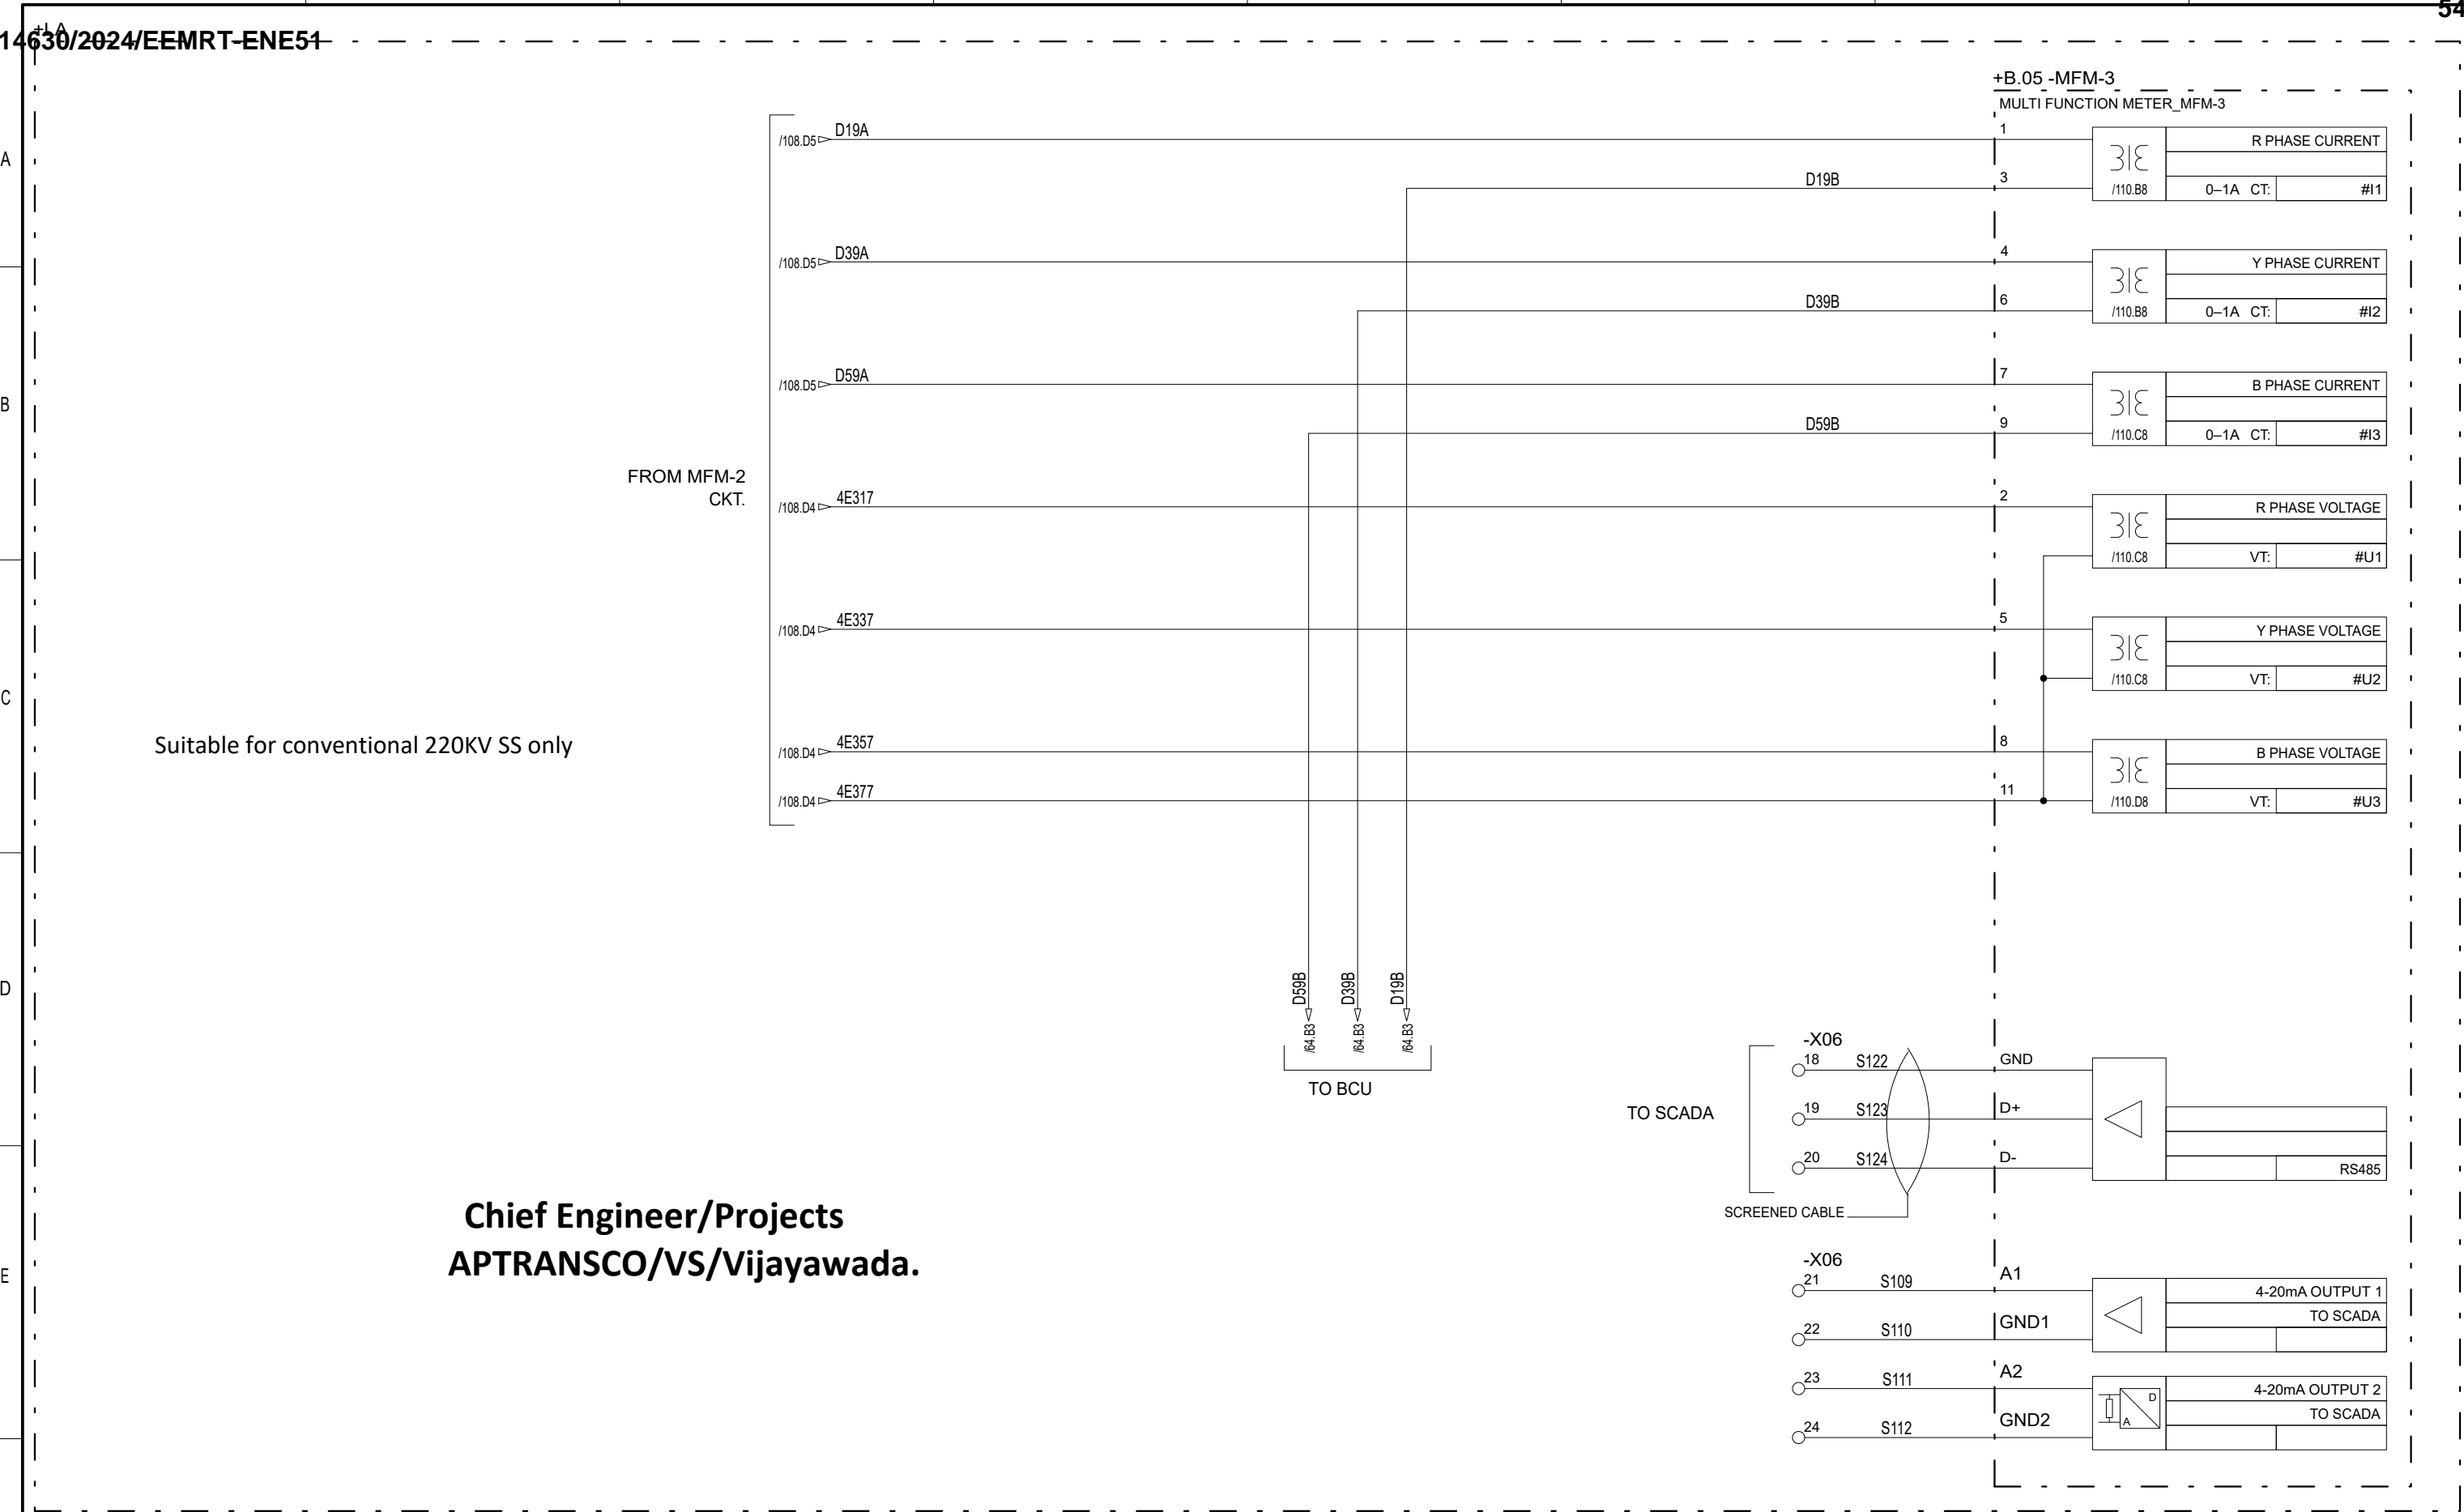 +LA
14630/2024/EEMRT-ENE51
54
+B.05 -MFM-3
MULTI FUNCTION METER_MFM-3
A
/108.D5 D19A
1
R PHASE CURRENT
D19B
3
/110.B8 0–1A CT: #I1
/108.D5 D39A
4
Y PHASE CURRENT
D39B
6
/110.B8 0–1A CT: #I2
B
/108.D5 D59A
7
B PHASE CURRENT
D59B
9
/110.C8 0–1A CT: #I3
FROM MFM-2
CKT.
/108.D4 4E317
2
R PHASE VOLTAGE
/110.C8 VT: #U1
/108.D4 4E337
5
Y PHASE VOLTAGE
C
/110.C8 VT: #U2
Suitable for conventional 220KV SS only
/108.D4 4E357
8
B PHASE VOLTAGE
/108.D4 4E377
11
/110.D8 VT: #U3
D
D59B D39B D19B
/64.B3 /64.B3 /64.B3
TO BCU
-X06
18 S122 GND
TO SCADA
19 S123 D+
20 S124 D-
RS485
SCREENED CABLE
Chief Engineer/Projects
APTRANSCO/VS/Vijayawada.
E
-X06
21 S109 A1
4-20mA OUTPUT 1
TO SCADA
22 S110 GND1
23 S111 A2
4-20mA OUTPUT 2
D
A
TO SCADA
24 S112 GND2